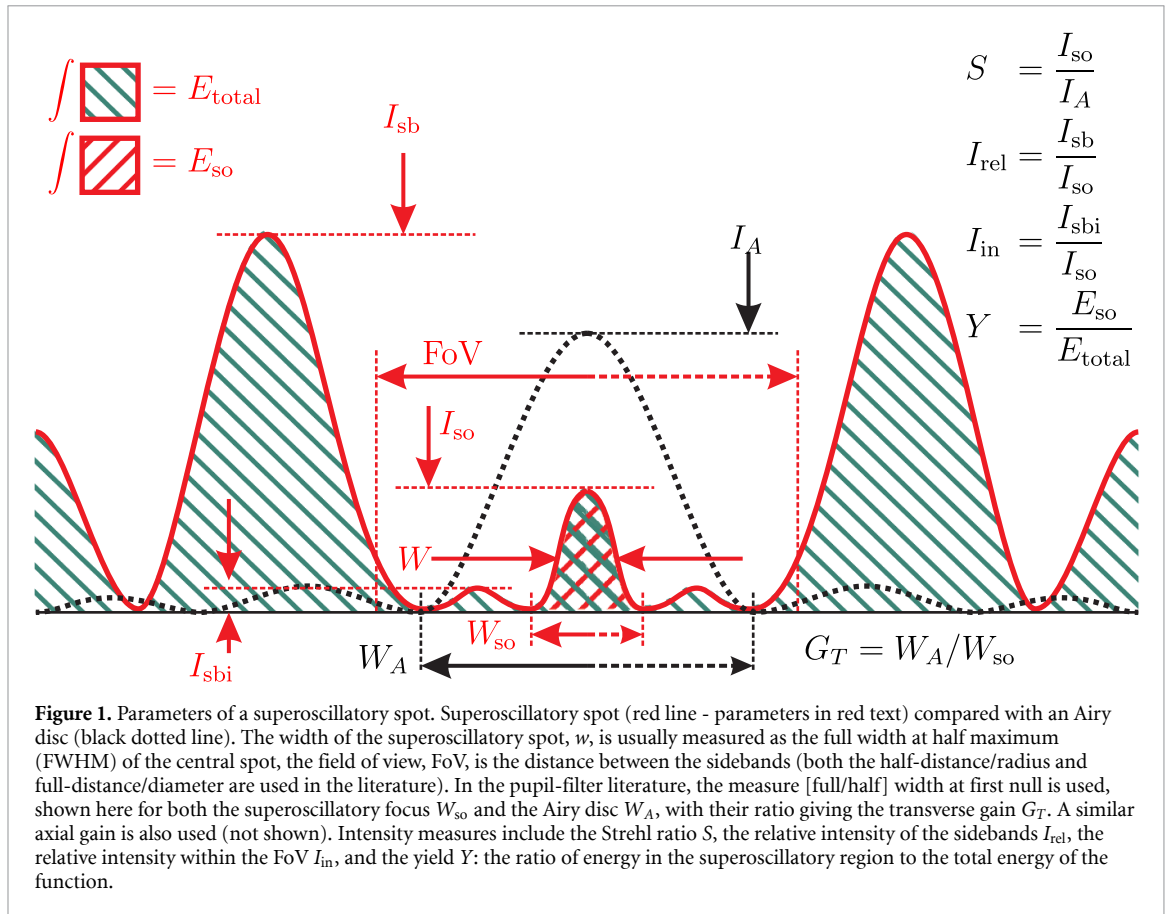 ∫ = E_total
∫ = E_so
S = I_so / I_A
I_rel = I_sb / I_so
I_in = I_sbi / I_so
Y = E_so / E_total
I_sb
I_A
FoV
I_so
W
W_so
W_A
I_sbi
G_T = W_A/W_so
Figure 1. Parameters of a superoscillatory spot. Superoscillatory spot (red line - parameters in red text) compared with an Airy
disc (black dotted line). The width of the superoscillatory spot, w, is usually measured as the full width at half maximum
(FWHM) of the central spot, the field of view, FoV, is the distance between the sidebands (both the half-distance/radius and
full-distance/diameter are used in the literature). In the pupil-filter literature, the measure [full/half] width at first null is used,
shown here for both the superoscillatory focus W_so and the Airy disc W_A, with their ratio giving the transverse gain G_T. A similar
axial gain is also used (not shown). Intensity measures include the Strehl ratio S, the relative intensity of the sidebands I_rel, the
relative intensity within the FoV I_in, and the yield Y: the ratio of energy in the superoscillatory region to the total energy of the
function.